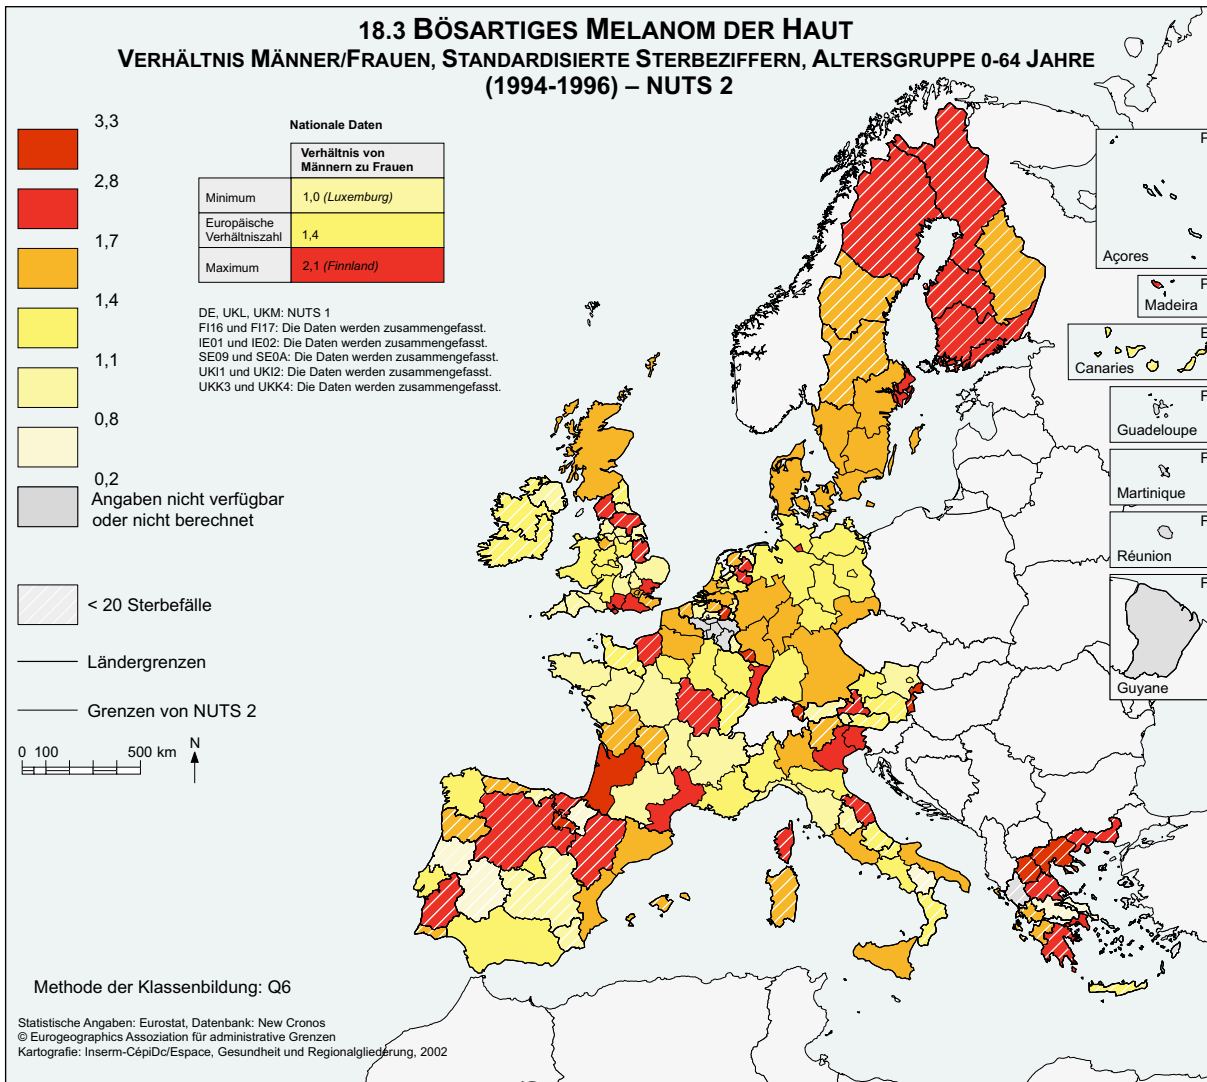 18.3 BÖSARTIGES MELANOM DER HAUT
VERHÄLTNIS MÄNNER/FRAUEN, STANDARDISIERTE STERBEZIFFERN, ALTERSGRUPPE 0-64 JAHRE
(1994-1996) – NUTS 2
3,3
2,8
1,7
1,4
1,1
0,8
0,2
Angaben nicht verfügbar
oder nicht berechnet
< 20 Sterbefälle
Ländergrenzen
Grenzen von NUTS 2
0 100 500 km
N
Nationale Daten
Verhältnis von
Männern zu Frauen
Minimum 1,0 (Luxemburg)
Europäische
Verhältniszahl 1,4
Maximum 2,1 (Finnland)
DE, UKL, UKM: NUTS 1
FI16 und FI17: Die Daten werden zusammengefasst.
IE01 und IE02: Die Daten werden zusammengefasst.
SE09 und SE0A: Die Daten werden zusammengefasst.
UKI1 und UKI2: Die Daten werden zusammengefasst.
UKK3 und UKK4: Die Daten werden zusammengefasst.
F
Açores
P
Madeira
E
Canaries
F
Guadeloupe
F
Martinique
F
Réunion
F
Guyane
Methode der Klassenbildung: Q6
Statistische Angaben: Eurostat, Datenbank: New Cronos
© Eurogeographics Assoziation für administrative Grenzen
Kartografie: Inserm-CépiDc/Espace, Gesundheit und Regionalgliederung, 2002